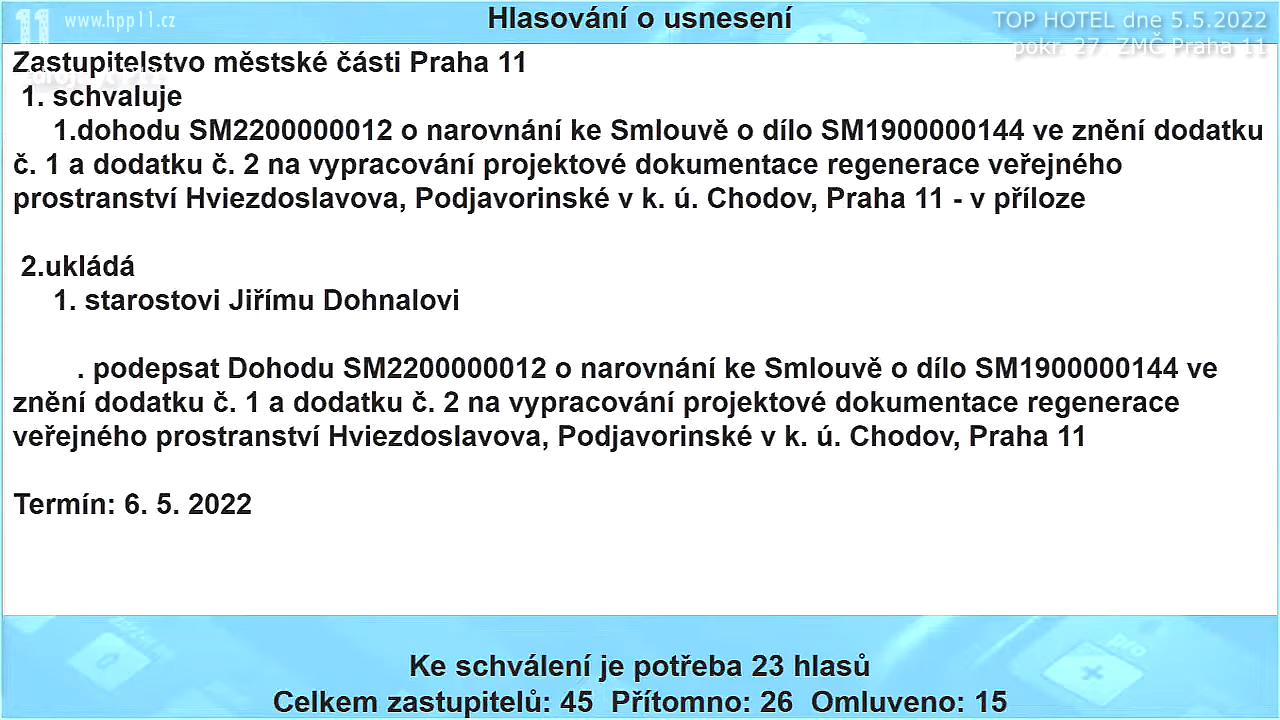 11 www.hpp11.cz
Hlasování o usnesení
TOP HOTEL dne 5.5.2022
pokr. 27. ZMČ Praha 11
Zastupitelstvo městské části Praha 11
1. schvaluje
1.dohodu SM2200000012 o narovnání ke Smlouvě o dílo SM1900000144 ve znění dodatku
č. 1 a dodatku č. 2 na vypracování projektové dokumentace regenerace veřejného
prostranství Hviezdoslavova, Podjavorinské v k. ú. Chodov, Praha 11 - v příloze
2.ukládá
1. starostovi Jiřímu Dohnalovi
. podepsat Dohodu SM2200000012 o narovnání ke Smlouvě o dílo SM1900000144 ve
znění dodatku č. 1 a dodatku č. 2 na vypracování projektové dokumentace regenerace
veřejného prostranství Hviezdoslavova, Podjavorinské v k. ú. Chodov, Praha 11
Termín: 6. 5. 2022
pro
Ke schválení je potřeba 23 hlasů
Celkem zastupitelů: 45 Přítomno: 26 Omluveno: 15